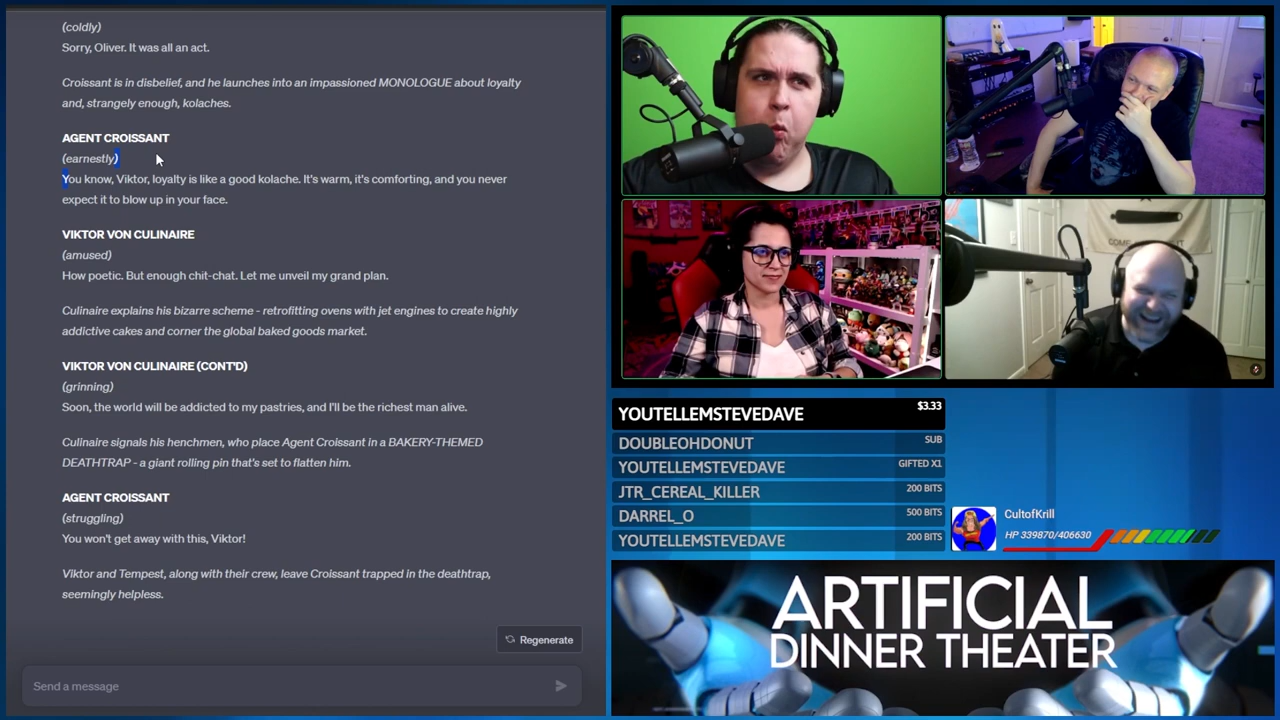 (coldly)
Sorry, Oliver. It was all an act.
Croissant is in disbelief, and he launches into an impassioned MONOLOGUE about loyalty
and, strangely enough, kolaches.
AGENT CROISSANT
(earnestly)
You know, Viktor, loyalty is like a good kolache. It's warm, it's comforting, and you never
expect it to blow up in your face.
VIKTOR VON CULINAIRE
(amused)
How poetic. But enough chit-chat. Let me unveil my grand plan.
Culinaire explains his bizarre scheme - retrofitting ovens with jet engines to create highly
addictive cakes and corner the global baked goods market.
VIKTOR VON CULINAIRE (CONT'D)
(grinning)
Soon, the world will be addicted to my pastries, and I'll be the richest man alive.
Culinaire signals his henchmen, who place Agent Croissant in a BAKERY-THEMED
DEATHTRAP - a giant rolling pin that's set to flatten him.
AGENT CROISSANT
(struggling)
You won't get away with this, Viktor!
Viktor and Tempest, along with their crew, leave Croissant trapped in the deathtrap,
seemingly helpless.
Regenerate
Send a message
YOUTELLEMSTEVEDAVE $3.33
DOUBLEOHDONUT SUB
YOUTELLEMSTEVEDAVE GIFTED X1
JTR_CEREAL_KILLER 200 BITS
DARREL_O 500 BITS
YOUTELLEMSTEVEDAVE 200 BITS
CultofKrill
HP 339870/406630
ARTIFICIAL
DINNER THEATER